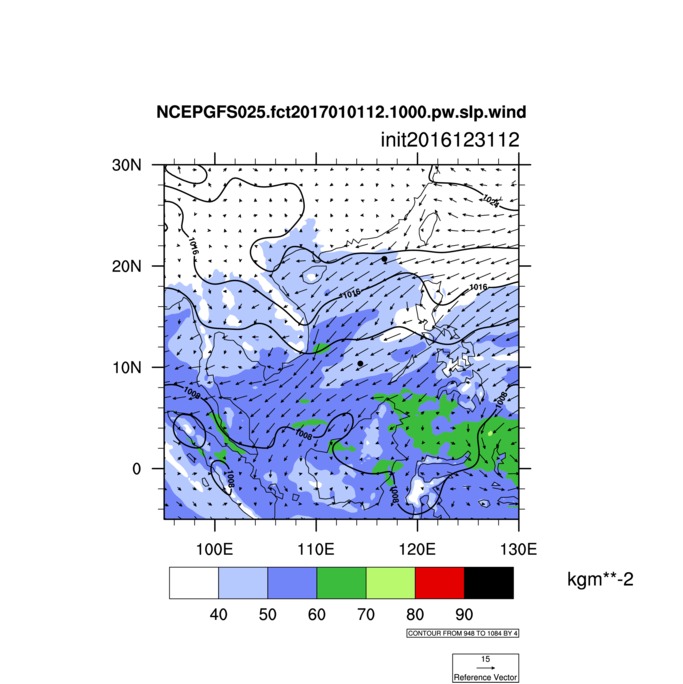 NCEPGFS025.fct2017010112.1000.pw.slp.wind
init2016123112
30N
1024
1016
20N
1016
1016
10N
1008
1008
1008
0
1008
1008
100E 110E 120E 130E
kgm**-2
40 50 60 70 80 90
CONTOUR FROM 948 TO 1084 BY 4
15
Reference Vector